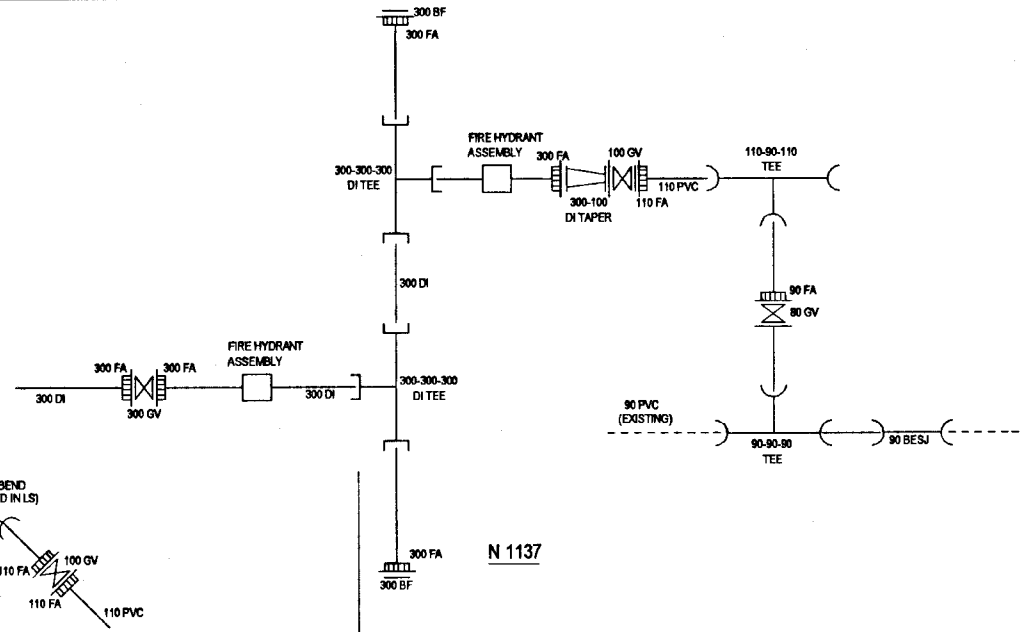 300 BF
300 FA
FIRE HYDRANT
ASSEMBLY
300 FA
100 GV
110-90-110
TEE
300-300-300
DI TEE
300-100
DI TAPER
110 FA
110 PVC
300 DI
90 FA
80 GV
FIRE HYDRANT
ASSEMBLY
300 FA
300 FA
300 DI
300 GV
300 DI
300-300-300
DI TEE
90 PVC
(EXISTING)
90-90-90
TEE
90 BESJ
BEND
D IN LS)
100 GV
110 FA
110 FA
110 PVC
300 FA
300 BF
N 1137